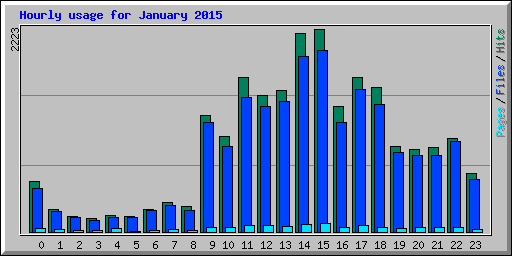 Hourly usage for January 2015
2223
Pages / Files / Hits
0 1 2 3 4 5 6 7 8 9 10 11 12 13 14 15 16 17 18 19 20 21 22 23